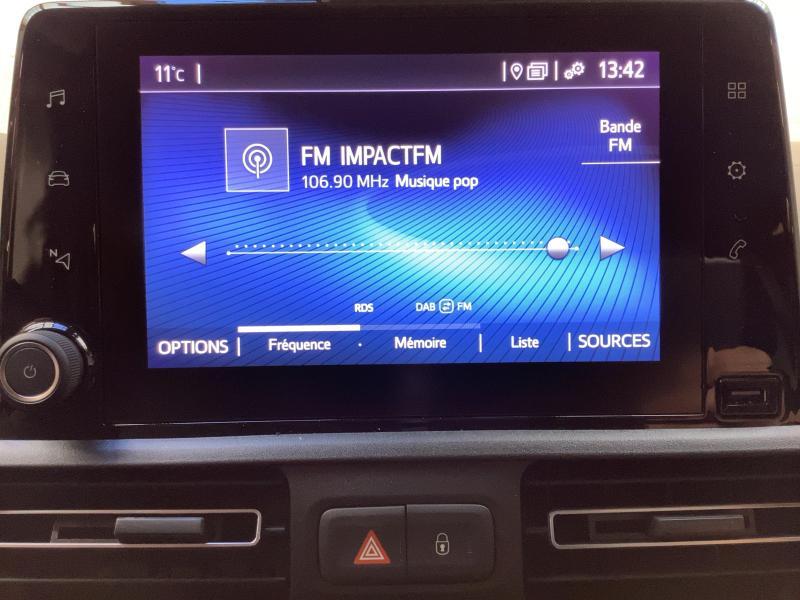 11°C
13:42
Bande
FM
FM IMPACTFM
106.90 MHz Musique pop
N
RDS DAB FM
OPTIONS Fréquence · Mémoire Liste SOURCES